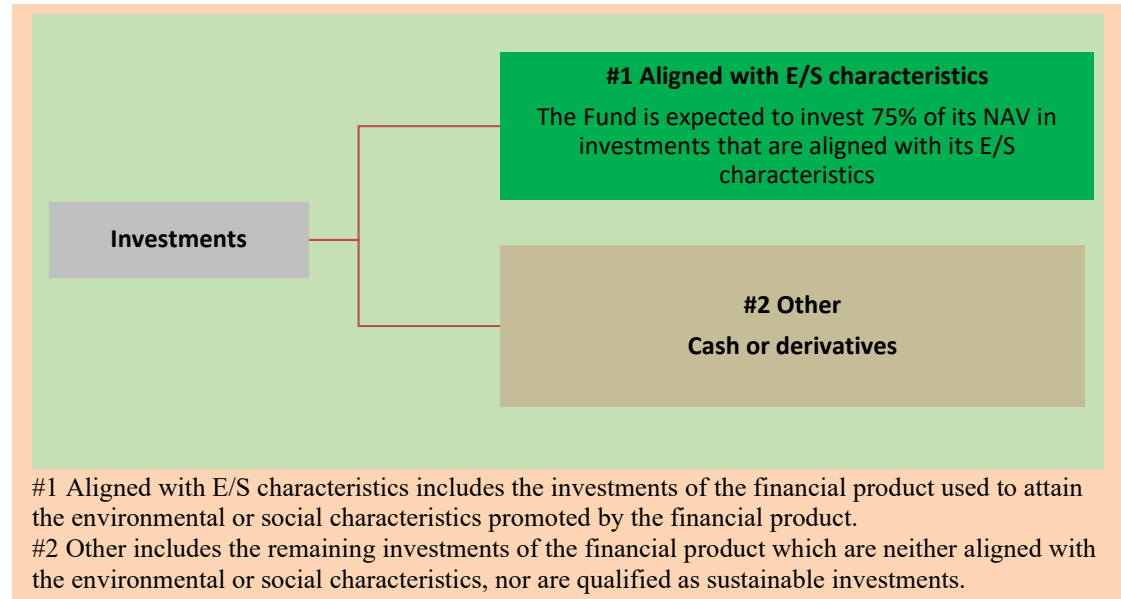 #1 Aligned with E/S characteristics
The Fund is expected to invest 75% of its NAV in
investments that are aligned with its E/S
characteristics
Investments
#2 Other
Cash or derivatives
#1 Aligned with E/S characteristics includes the investments of the financial product used to attain
the environmental or social characteristics promoted by the financial product.
#2 Other includes the remaining investments of the financial product which are neither aligned with
the environmental or social characteristics, nor are qualified as sustainable investments.